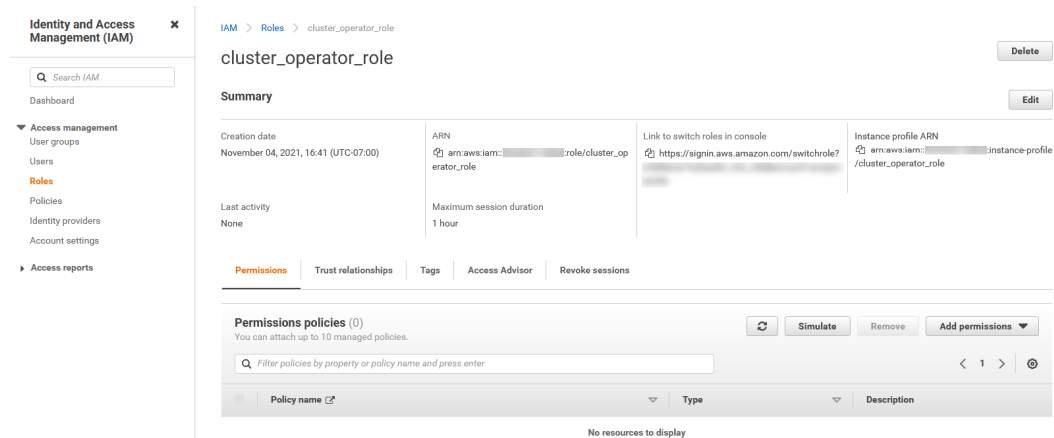 Identity and Access
Management (IAM)
Search IAM
Dashboard
Access management
User groups
Users
Roles
Policies
Identity providers
Account settings
Access reports
IAM > Roles > cluster_operator_role
cluster_operator_role
Delete
Summary
Edit
Creation date
November 04, 2021, 16:41 (UTC-07:00)
ARN
arn:aws:iam:: :role/cluster_op
erator_role
Link to switch roles in console
https://signin.aws.amazon.com/switchrole?
Instance profile ARN
arn:aws:iam:: :instance-profile
/cluster_operator_role
Last activity
None
Maximum session duration
1 hour
Permissions
Trust relationships
Tags
Access Advisor
Revoke sessions
Permissions policies (0)
You can attach up to 10 managed policies.
Simulate
Remove
Add permissions
Filter policies by property or policy name and press enter
1
Policy name
Type
Description
No resources to display